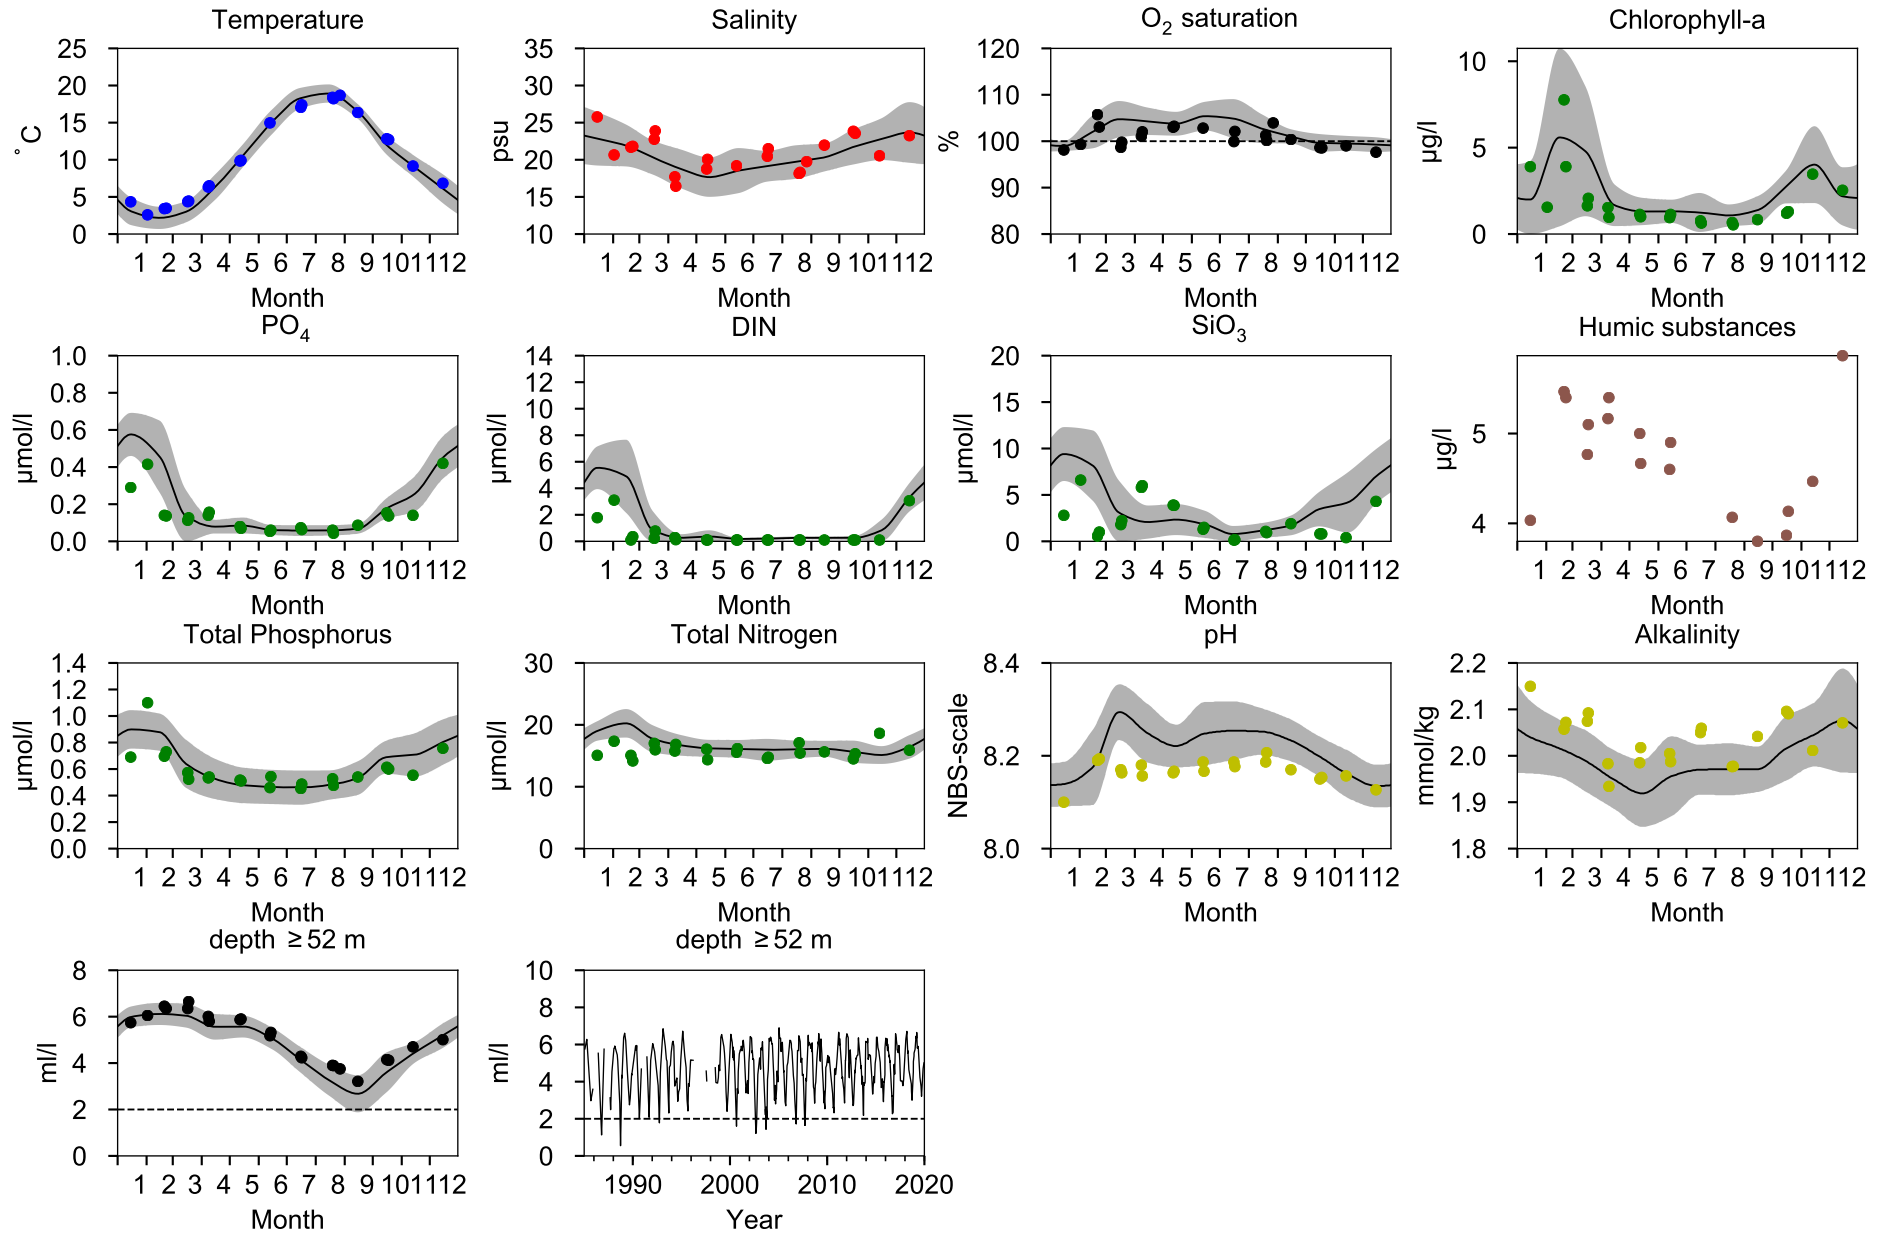 Temperature
25
20
15
10
5
0
˚C
1 2 3 4 5 6 7 8 9 101112
Month
Salinity
35
30
25
20
15
10
psu
1 2 3 4 5 6 7 8 9 101112
Month
O2 saturation
120
110
100
90
80
%
1 2 3 4 5 6 7 8 9 101112
Month
Chlorophyll-a
10
5
0
µg/l
1 2 3 4 5 6 7 8 9 101112
Month
PO4
1.0
0.8
0.6
0.4
0.2
0.0
µmol/l
1 2 3 4 5 6 7 8 9 101112
Month
DIN
14
12
10
8
6
4
2
0
µmol/l
1 2 3 4 5 6 7 8 9 101112
Month
SiO3
20
15
10
5
0
µmol/l
1 2 3 4 5 6 7 8 9 101112
Month
Humic substances
5
4
µg/l
1 2 3 4 5 6 7 8 9 101112
Month
Total Phosphorus
1.4
1.2
1.0
0.8
0.6
0.4
0.2
0.0
µmol/l
1 2 3 4 5 6 7 8 9 101112
Month
Total Nitrogen
30
20
10
0
µmol/l
1 2 3 4 5 6 7 8 9 101112
Month
pH
8.4
8.2
8.0
NBS-scale
1 2 3 4 5 6 7 8 9 101112
Month
Alkalinity
2.2
2.1
2.0
1.9
1.8
mmol/kg
1 2 3 4 5 6 7 8 9 101112
Month
depth ≥ 52 m
8
6
4
2
0
ml/l
1 2 3 4 5 6 7 8 9 101112
Month
depth ≥ 52 m
10
8
6
4
2
0
ml/l
1990 2000 2010 2020
Year